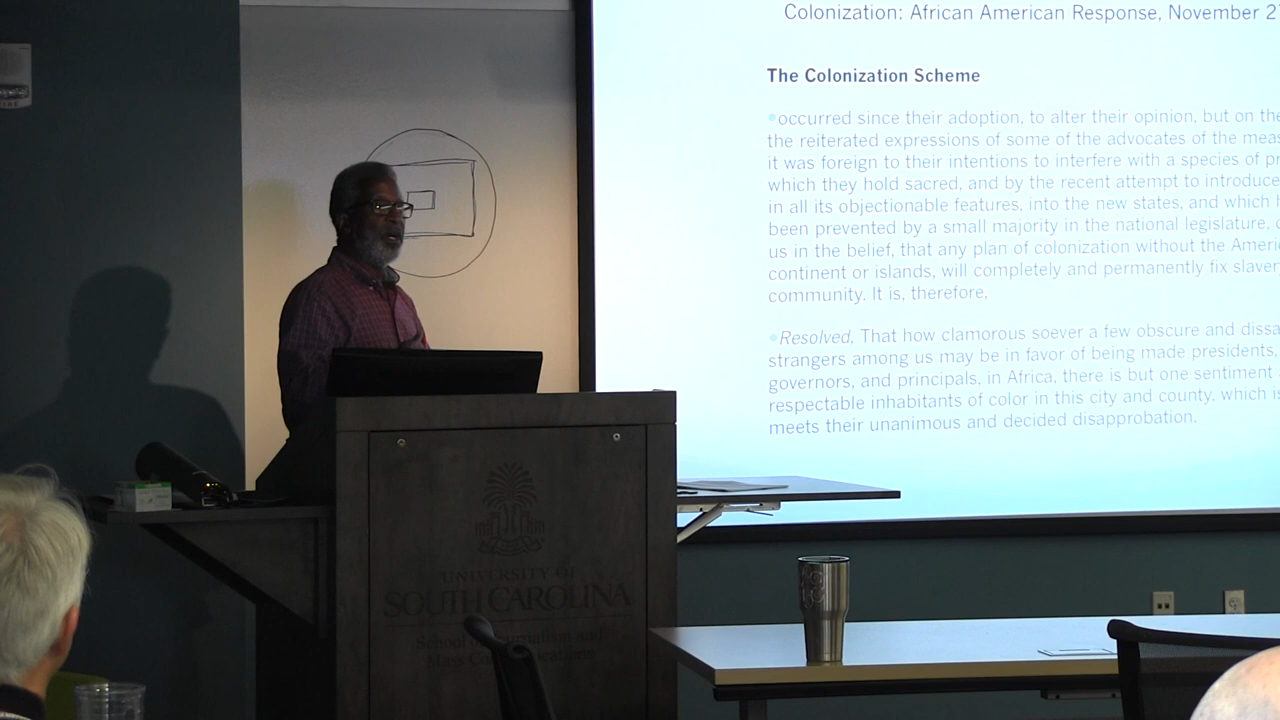 Colonization: African American Response, November 2
The Colonization Scheme
•occurred since their adoption, to alter their opinion, but on the
the reiterated expressions of some of the advocates of the meas
it was foreign to their intentions to interfere with a species of pr
which they hold sacred, and by the recent attempt to introduce
in all its objectionable features, into the new states, and which h
been prevented by a small majority in the national legislature,
us in the belief, that any plan of colonization without the Ameri
continent or islands, will completely and permanently fix slaver
community. It is, therefore,
•Resolved, That how clamorous soever a few obscure and dissa
strangers among us may be in favor of being made presidents,
governors, and principals, in Africa, there is but one sentiment
respectable inhabitants of color in this city and county, which is
meets their unanimous and decided disapprobation.
UNIVERSITY OF
SOUTH CAROLINA
School of Journalism and
Mass Communications